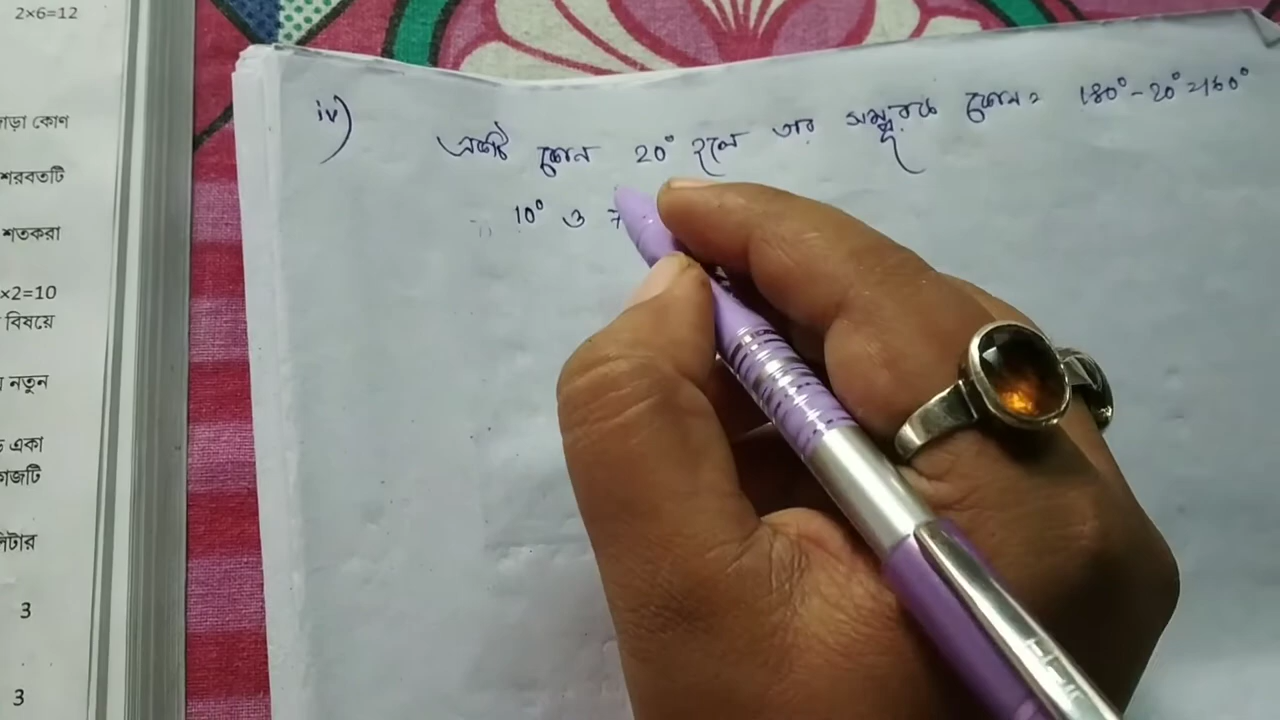 2×6=12
াড়া কোণ
শরবতটি
শতকরা
×2=10
বিষয়ে
নতুন
একা
গজটি
লিটার
3
3
iv) একটি কোন 20° হলে তার সম্পূরক কোন = 180° - 20° = 160°
" 10° ও 7